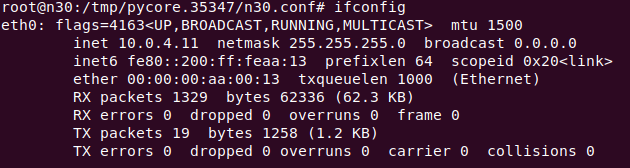 root@n30:/tmp/pycore.35347/n30.conf# ifconfig
eth0: flags=4163<UP,BROADCAST,RUNNING,MULTICAST>  mtu 1500
        inet 10.0.4.11  netmask 255.255.255.0  broadcast 0.0.0.0
        inet6 fe80::200:ff:feaa:13  prefixlen 64  scopeid 0x20<link>
        ether 00:00:00:aa:00:13  txqueuelen 1000  (Ethernet)
        RX packets 1329  bytes 62336 (62.3 KB)
        RX errors 0  dropped 0  overruns 0  frame 0
        TX packets 19  bytes 1258 (1.2 KB)
        TX errors 0  dropped 0 overruns 0  carrier 0  collisions 0